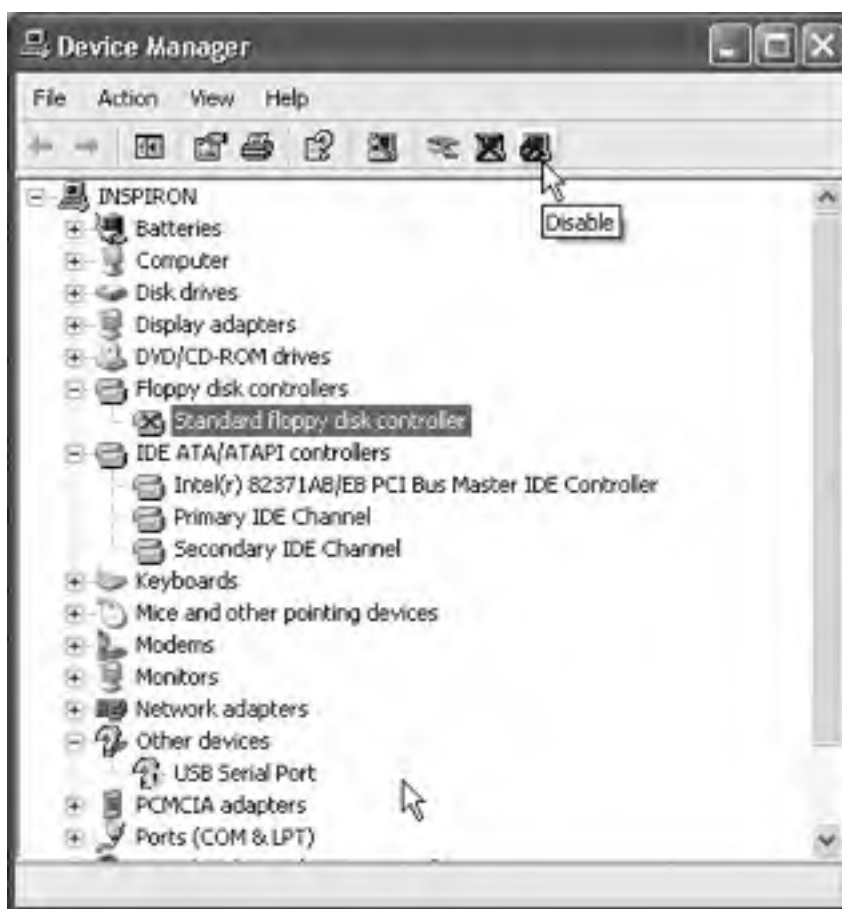 Device Manager
File Action View Help
INSPIRON
Disable
Batteries
Computer
Disk drives
Display adapters
DVD/CD-ROM drives
Floppy disk controllers
Standard floppy disk controller
IDE ATA/ATAPI controllers
Intel(r) 82371AB/EB PCI Bus Master IDE Controller
Primary IDE Channel
Secondary IDE Channel
Keyboards
Mice and other pointing devices
Modems
Monitors
Network adapters
Other devices
USB Serial Port
PCMCIA adapters
Ports (COM & LPT)